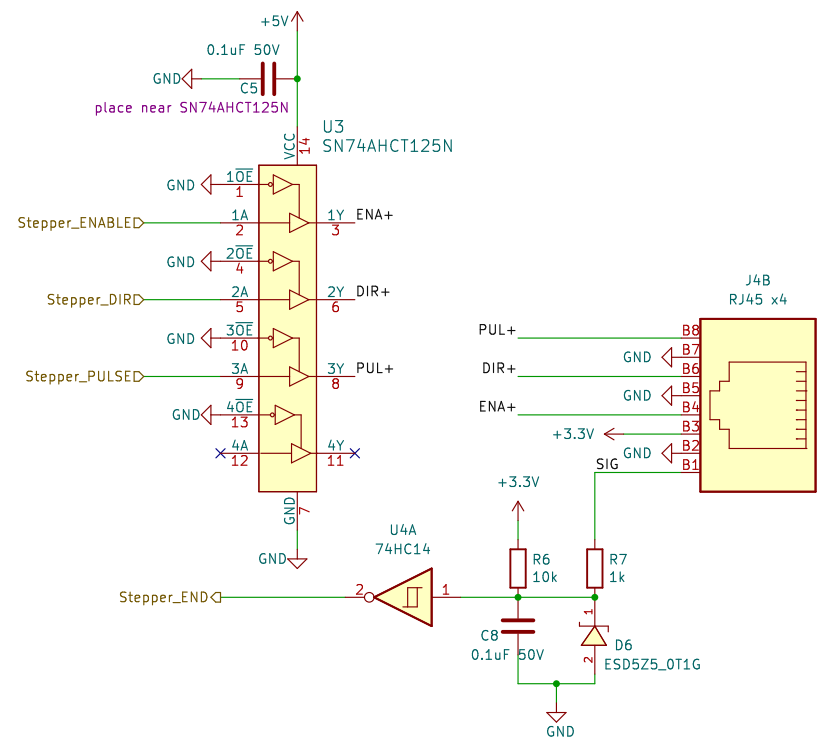 +5V
0.1uF 50V
GND
C5
place near SN74AHCT125N
U3
SN74AHCT125N
VCC
14
GND
1OE
1
Stepper_ENABLE
1A
2
1Y
3
ENA+
GND
2OE
4
Stepper_DIR
2A
5
2Y
6
DIR+
GND
3OE
10
Stepper_PULSE
3A
9
3Y
8
PUL+
GND
4OE
13
4A
12
4Y
11
GND
7
GND
J4B
RJ45 x4
PUL+
B8
GND
B7
DIR+
B6
GND
B5
ENA+
B4
+3.3V
B3
GND
B2
SIG
B1
+3.3V
R6
10k
R7
1k
U4A
74HC14
Stepper_END
2
1
C8
0.1uF 50V
1
D6
2
ESD5Z5_0T1G
GND